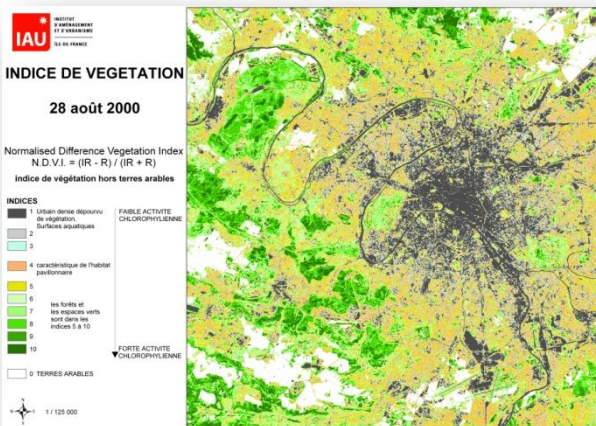 IAU
INSTITUT
D'AMÉNAGEMENT
ET D'URBANISME
ÎLE-DE-FRANCE
INDICE DE VEGETATION
28 août 2000
Normalised Difference Vegetation Index
N.D.V.I. = (IR - R) / (IR + R)
indice de végétation hors terres arables
INDICES
1 Urbain dense dépourvu
de végétation.
Surfaces aquatiques
FAIBLE ACTIVITE
CHLOROPHYLIENNE
2
3
4 caractéristique de l'habitat
pavillonnaire
5
6
7
8
9
10
les forêts et
les espaces verts
sont dans les
indices 5 à 10
FORTE ACTIVITE
CHLOROPHYLIENNE
0 TERRES ARABLES
N
S
1 / 125 000